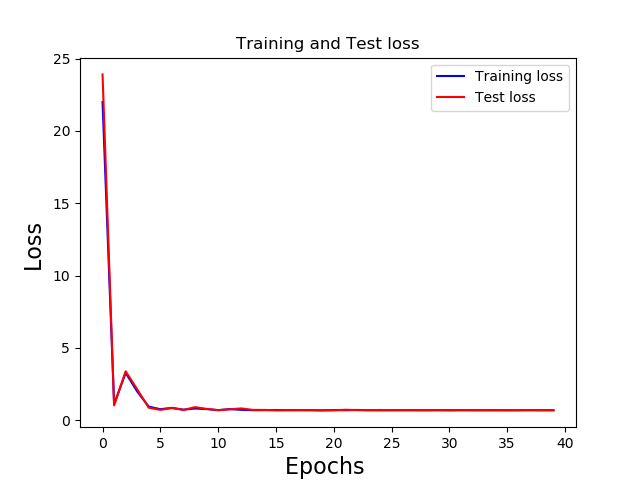 Training and Test loss
Training loss
Test loss
Loss
25
20
15
10
5
0
0 5 10 15 20 25 30 35 40
Epochs